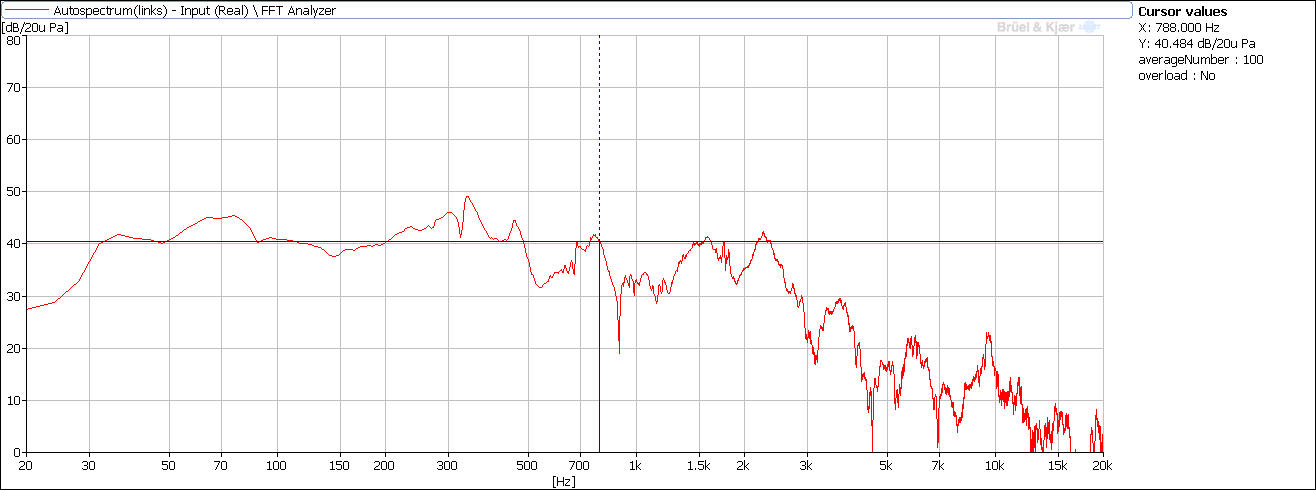 Autospectrum(links) - Input (Real) \ FFT Analyzer
[dB/20u Pa]
Brüel & Kjær
Cursor values
X: 788.000 Hz
Y: 40.484 dB/20u Pa
averageNumber : 100
overload : No
80
70
60
50
40
30
20
10
0
20 30 50 70 100 150 200 300 500 700 1k 1.5k 2k 3k 5k 7k 10k 15k 20k
[Hz]